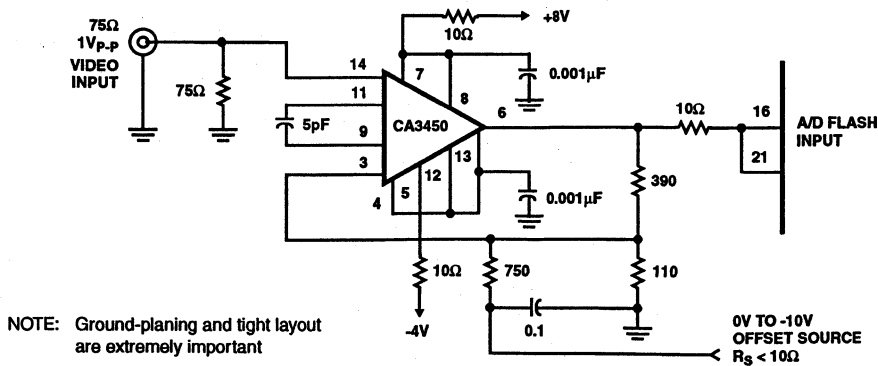 75Ω
1VP-P
VIDEO
INPUT
75Ω
5pF
14
11
9
3
4
5
12
13
7
8
6
CA3450
10Ω
+8V
0.001μF
0.001μF
10Ω
-4V
750
0.1
390
110
10Ω
16
21
A/D FLASH
INPUT
0V TO -10V
OFFSET SOURCE
RS < 10Ω
NOTE: Ground-planing and tight layout
are extremely important